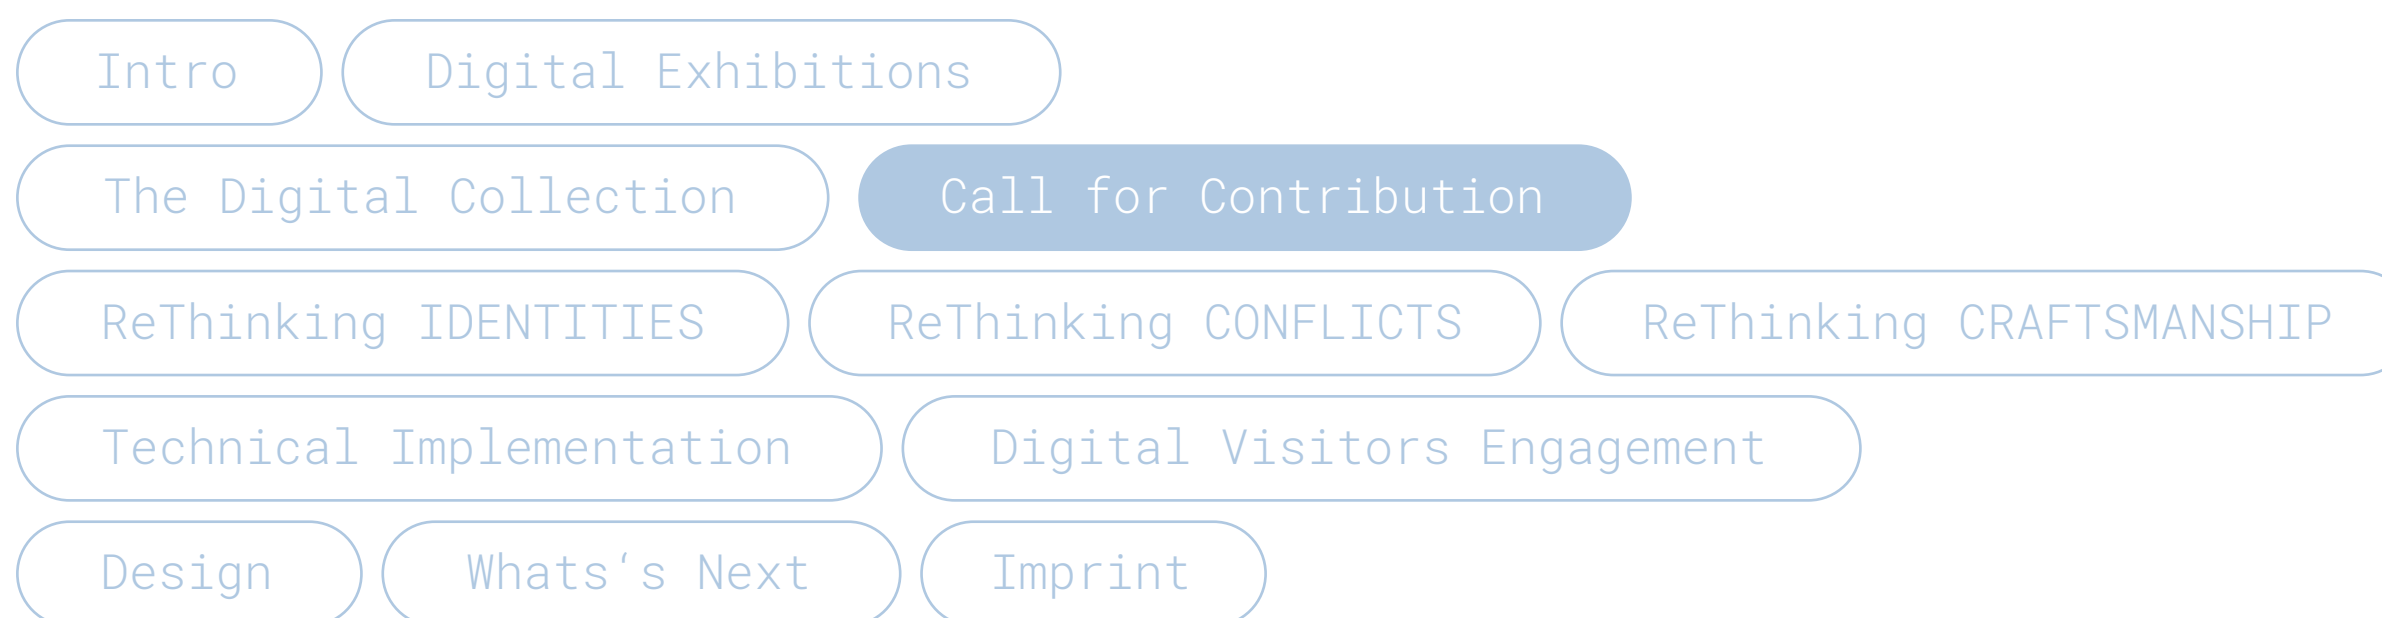 Intro Digital Exhibitions
The Digital Collection Call for Contribution
ReThinking IDENTITIES ReThinking CONFLICTS ReThinking CRAFTSMANSHIP
Technical Implementation Digital Visitors Engagement
Design Whats‘s Next Imprint